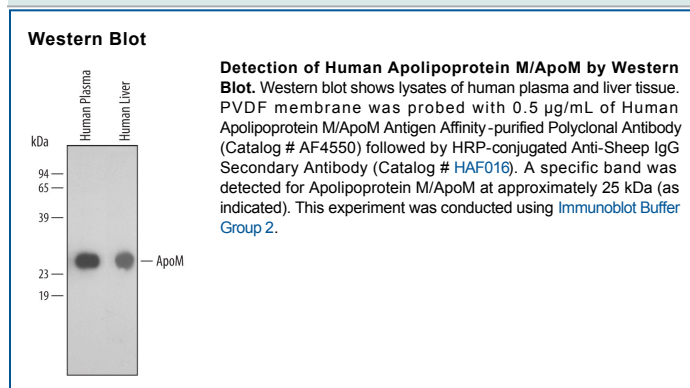 Western Blot
Human Plasma
Human Liver
kDa
94
65
39
23
19
ApoM
Detection of Human Apolipoprotein M/ApoM by Western
Blot. Western blot shows lysates of human plasma and liver tissue.
PVDF membrane was probed with 0.5 µg/mL of Human
Apolipoprotein M/ApoM Antigen Affinity-purified Polyclonal Antibody
(Catalog # AF4550) followed by HRP-conjugated Anti-Sheep IgG
Secondary Antibody (Catalog # HAF016). A specific band was
detected for Apolipoprotein M/ApoM at approximately 25 kDa (as
indicated). This experiment was conducted using Immunoblot Buffer
Group 2.